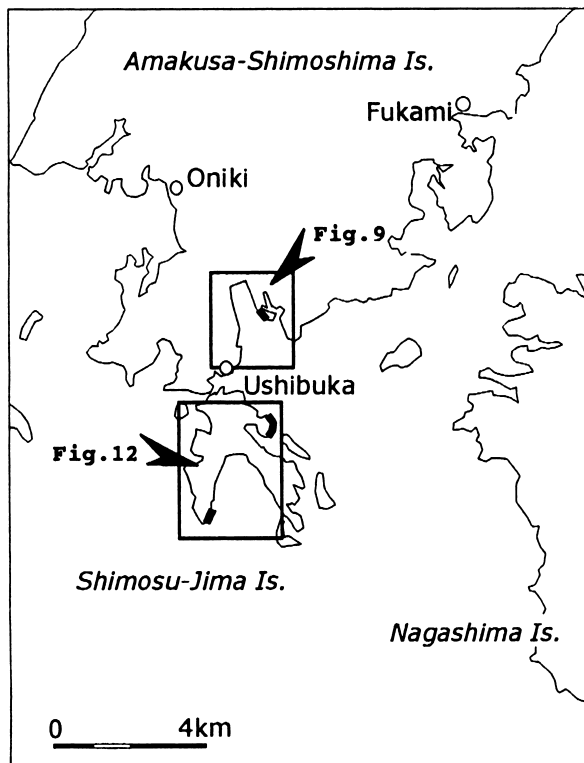 Amakusa-Shimoshima Is.
Fukami
Oniki
Fig.9
Ushibuka
Fig.12
Shimosu-Jima Is.
Nagashima Is.
0 4km